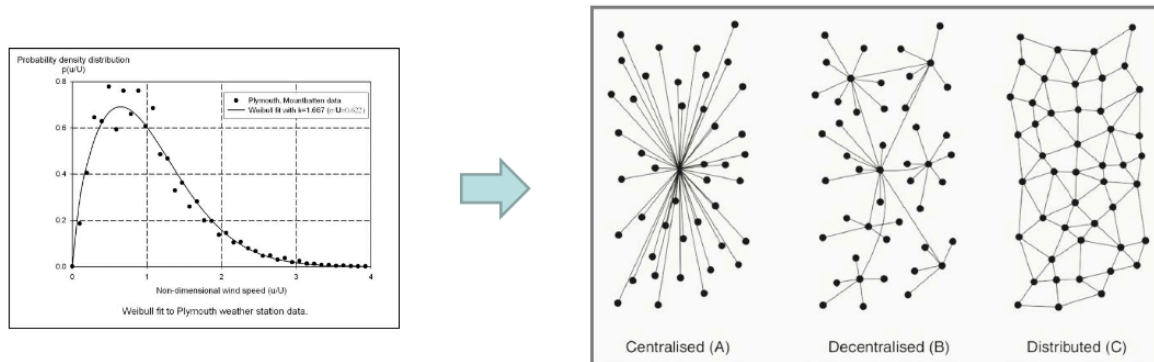 Probability density distribution
p(u/U)
0.8
0.6
0.4
0.2
0.0
Plymouth, Mountbatten data
Weibull fit with k=1.667 (σ/U=0.622)
0 1 2 3 4
Non-dimensional wind speed (u/U)
Weibull fit to Plymouth weather station data.
Centralised (A) Decentralised (B) Distributed (C)